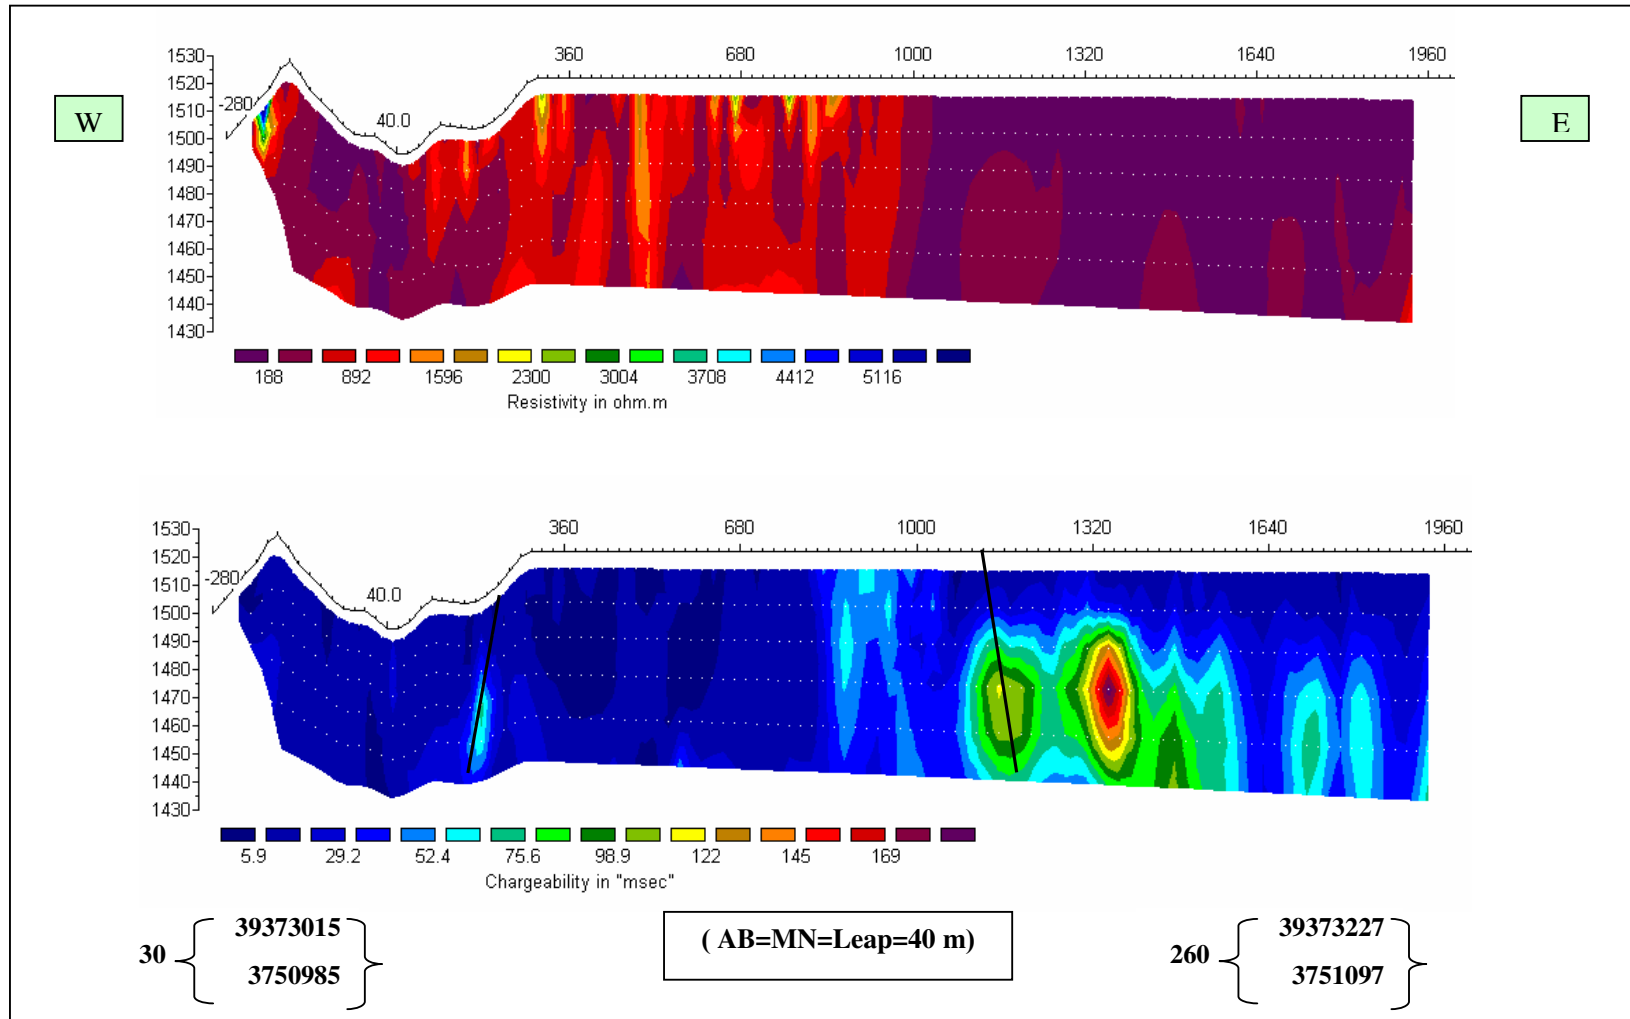 360 680 1000 1320 1640 1960
1530
1520
1510
1500
1490
1480
1470
1460
1450
1440
1430
-280
40.0
W
E
188 892 1596 2300 3004 3708 4412 5116
Resistivity in ohm.m
360 680 1000 1320 1640 1960
1530
1520
1510
1500
1490
1480
1470
1460
1450
1440
1430
-280
40.0
5.9 29.2 52.4 75.6 98.9 122 145 169
Chargeability in "msec"
30 { 39373015 }
3750985
( AB=MN=Leap=40 m)
260 { 39373227 }
3751097